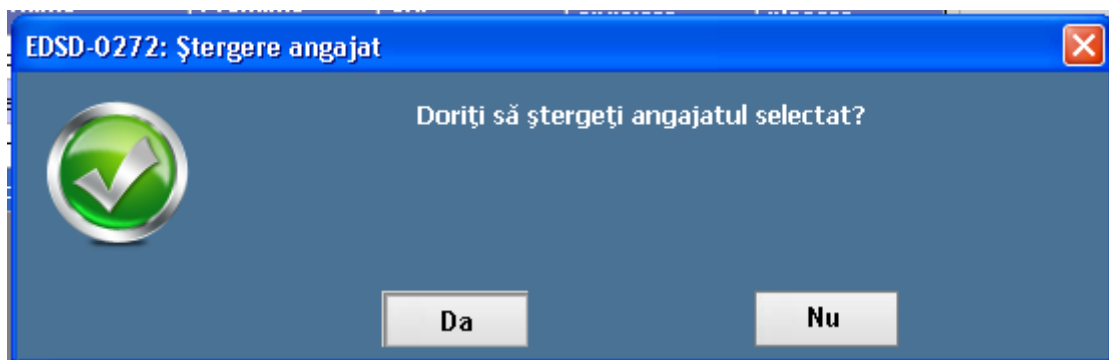 EDSD-0272: Ştergere angajat
Doriţi să ştergeţi angajatul selectat?
Da
Nu